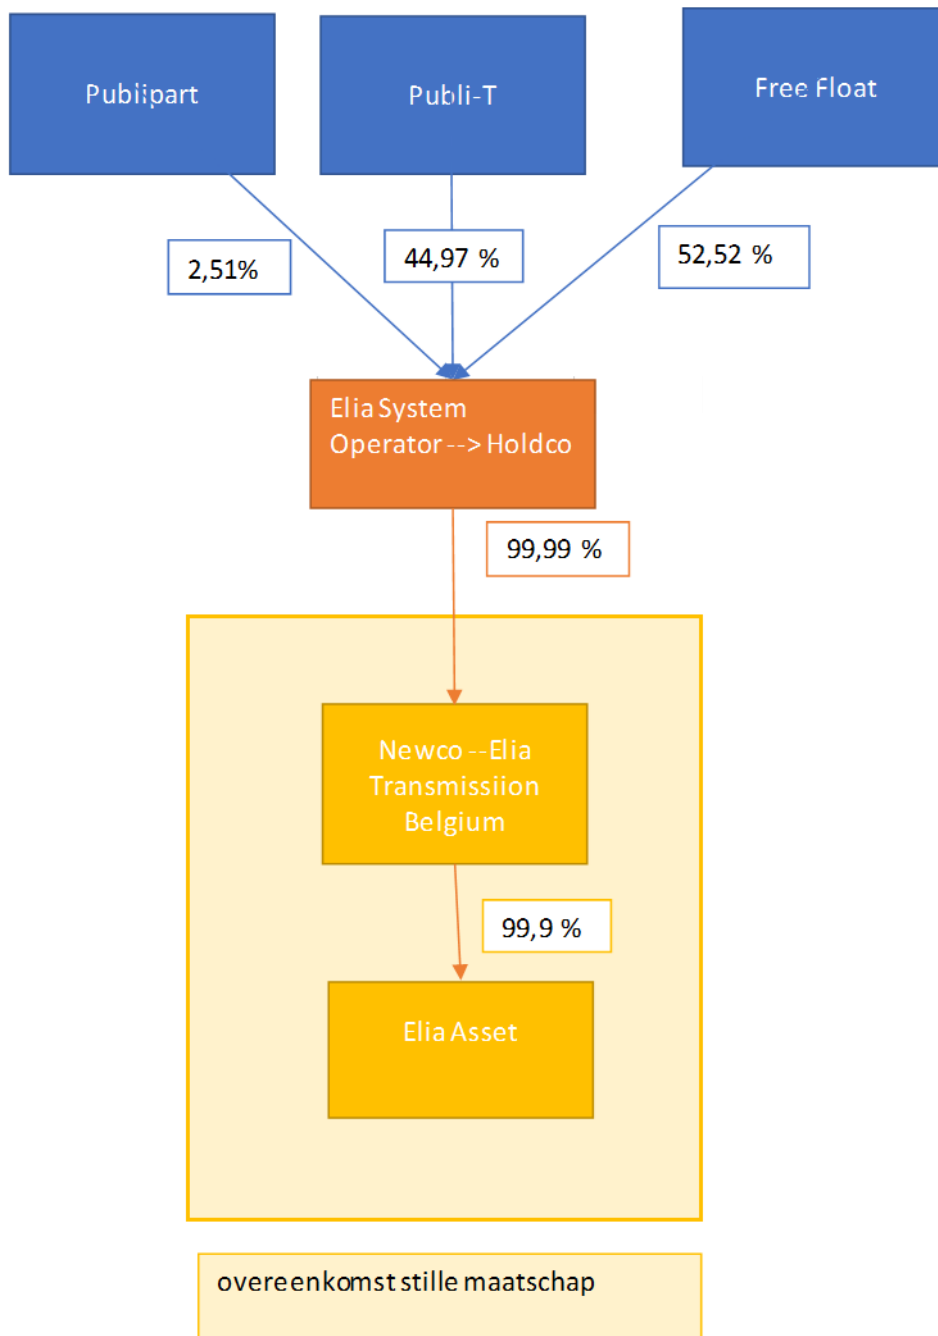 Publipart
Publi-T
Free Float
2,51%
44,97 %
52,52 %
Elia System
Operator --> Holdco
99,99 %
Newco --Elia
Transmissiion
Belgium
99,9 %
Elia Asset
overeenkomst stille maatschap